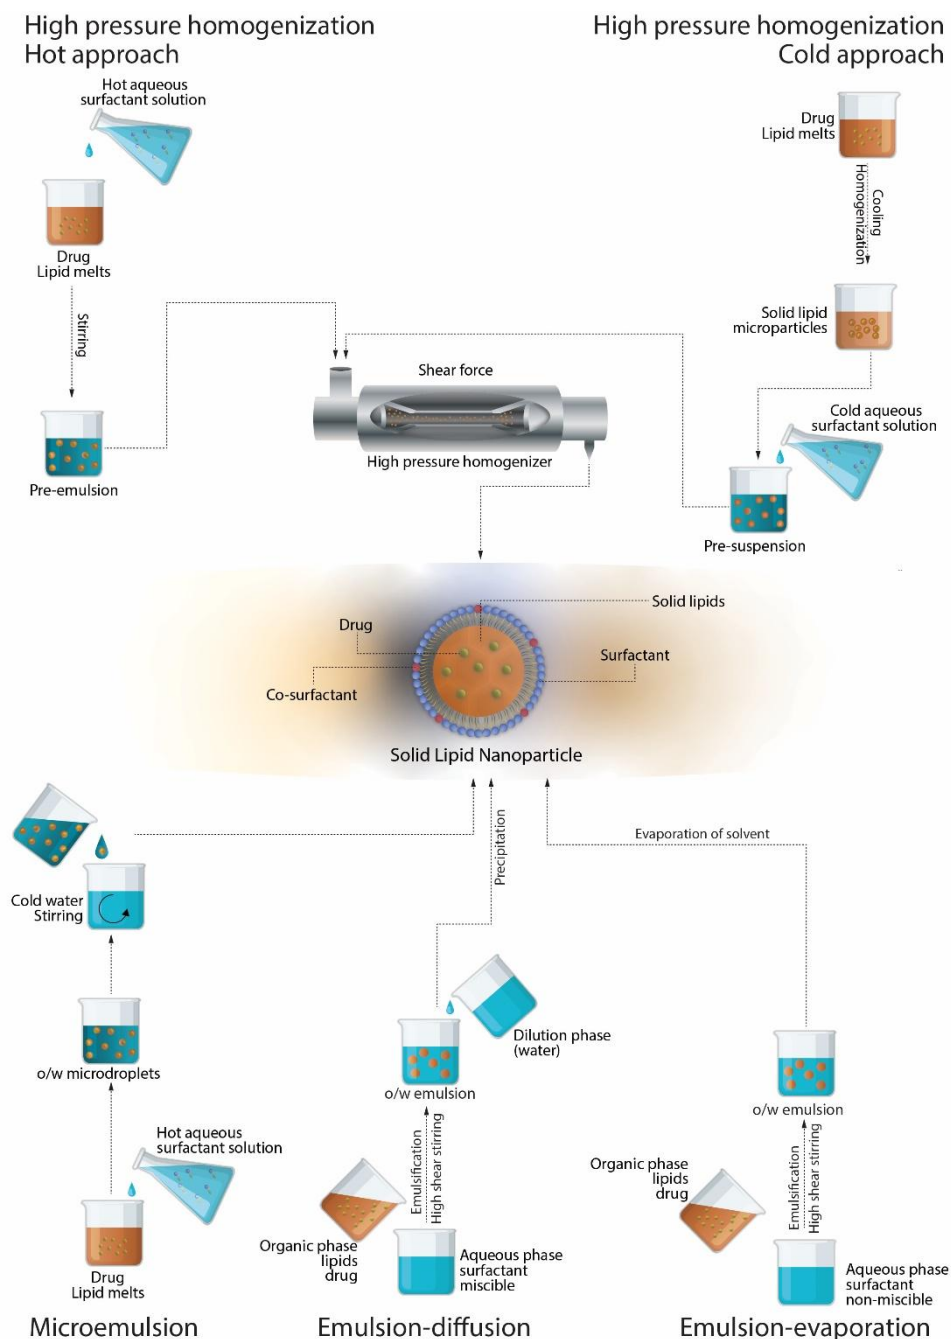 High pressure homogenization
Hot approach
High pressure homogenization
Cold approach
Hot aqueous
surfactant solution
Drug
Lipid melts
Stirring
Pre-emulsion
Drug
Lipid melts
Cooling
Homogenization
Solid lipid
microparticles
Cold aqueous
surfactant solution
Pre-suspension
Shear force
High pressure homogenizer
Solid lipids
Drug
Surfactant
Co-surfactant
Solid Lipid Nanoparticle
Cold water
Stirring
o/w microdroplets
Hot aqueous
surfactant solution
Drug
Lipid melts
Microemulsion
Precipitation
Dilution phase
(water)
o/w emulsion
Emulsification
High shear stirring
Organic phase
lipids
drug
Aqueous phase
surfactant
miscible
Emulsion-diffusion
Evaporation of solvent
o/w emulsion
Emulsification
High shear stirring
Organic phase
lipids
drug
Aqueous phase
surfactant
non-miscible
Emulsion-evaporation